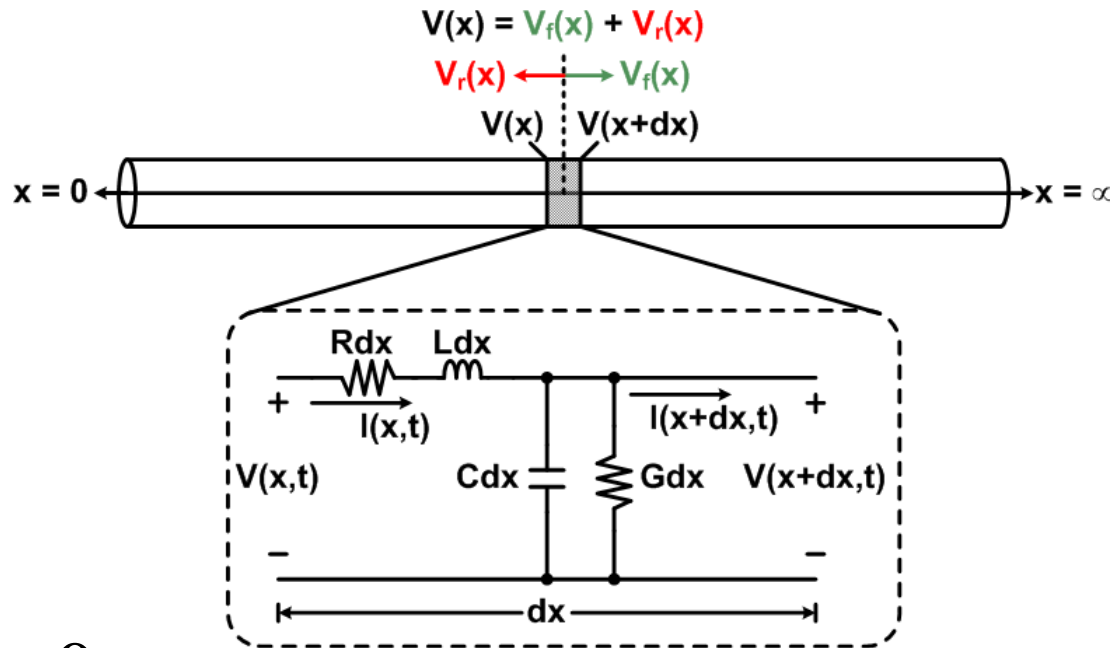 V(x) = Vf(x) + Vr(x)
Vr(x) Vf(x)
V(x) V(x+dx)
x = 0 x = ∞
Rdx Ldx
+ I(x,t) I(x+dx,t) +
V(x,t) Cdx Gdx V(x+dx,t)
− −
dx